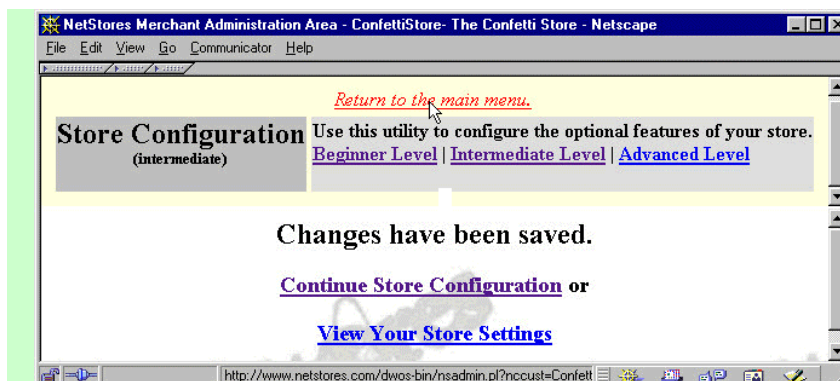 NetStores Merchant Administration Area - ConfettiStore- The Confetti Store - Netscape
File Edit View Go Communicator Help
Return to the main menu.
Store Configuration
(intermediate)
Use this utility to configure the optional features of your store.
Beginner Level | Intermediate Level | Advanced Level
Changes have been saved.
Continue Store Configuration or
View Your Store Settings
http://www.netstores.com/dwos-bin/nsadmin.pl?nccust=Confett